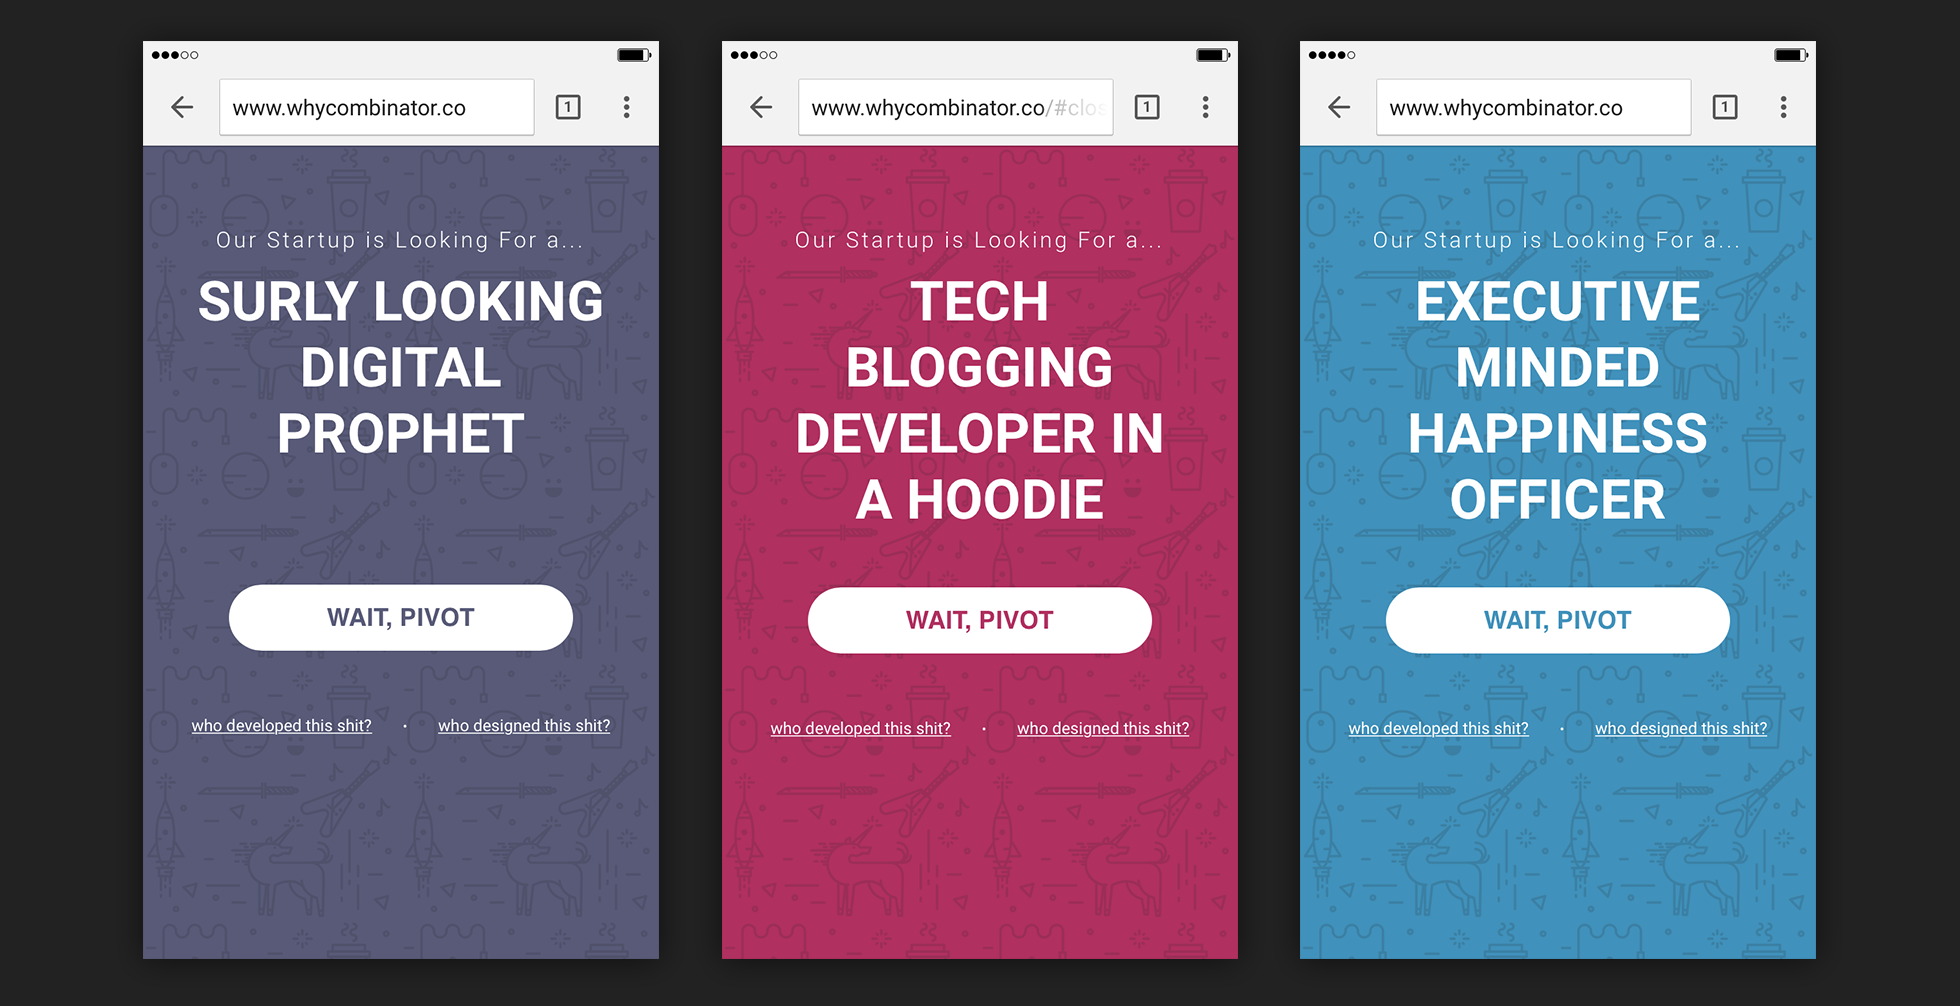 www.whycombinator.co
1
Our Startup is Looking For a...
SURLY LOOKING
DIGITAL
PROPHET
WAIT, PIVOT
who developed this shit? • who designed this shit?
www.whycombinator.co/#clos
1
Our Startup is Looking For a...
TECH
BLOGGING
DEVELOPER IN
A HOODIE
WAIT, PIVOT
who developed this shit? • who designed this shit?
www.whycombinator.co
1
Our Startup is Looking For a...
EXECUTIVE
MINDED
HAPPINESS
OFFICER
WAIT, PIVOT
who developed this shit? • who designed this shit?